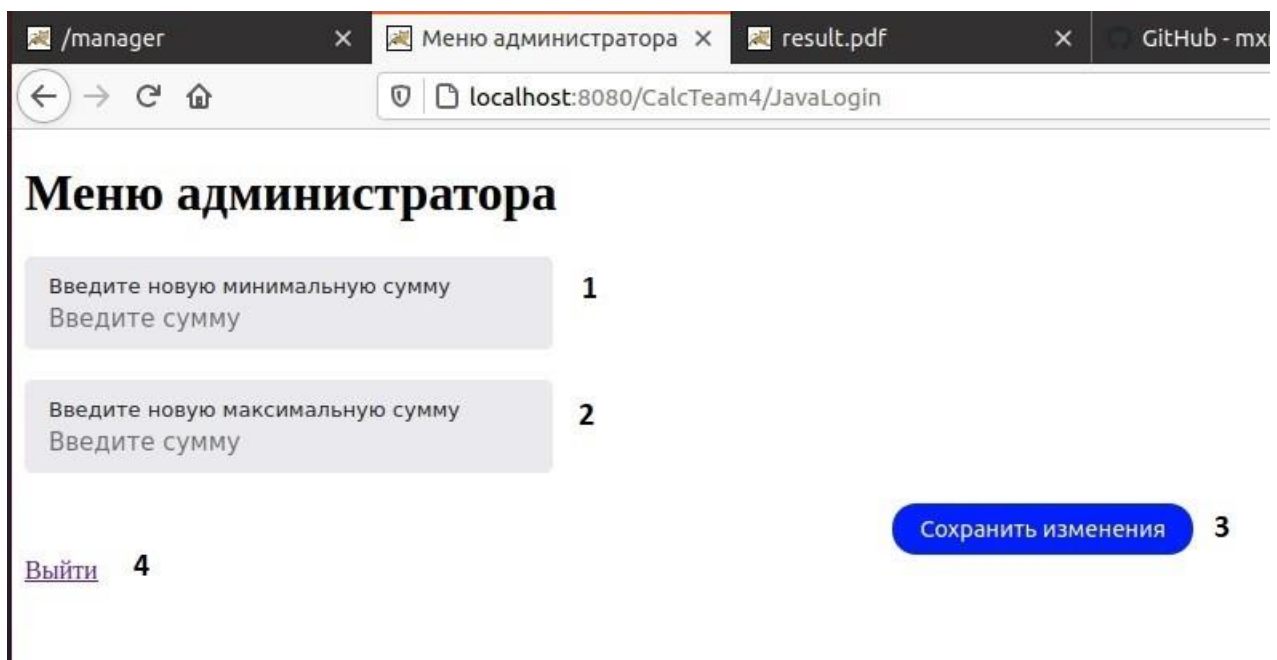 /manager
Меню администратора
result.pdf
GitHub - mx
localhost:8080/CalcTeam4/JavaLogin
Меню администратора
Введите новую минимальную сумму
Введите сумму
1
Введите новую максимальную сумму
Введите сумму
2
Сохранить изменения
3
Выйти
4